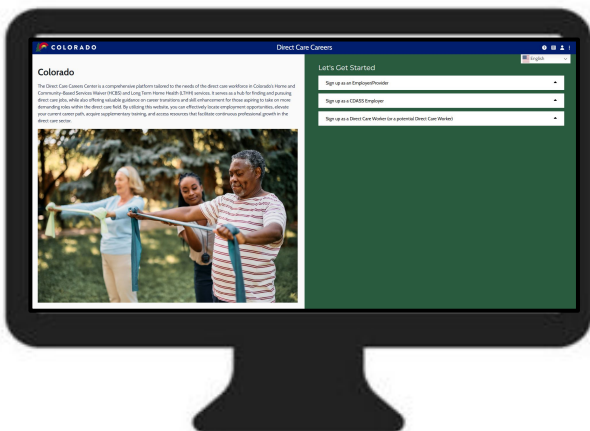 COLORADO
Direct Care Careers
English
Colorado
The Direct Care Careers Center is a comprehensive platform tailored to the needs of the direct care workforce in Colorado's Home and
Community-Based Services Waiver (HCBS) and Long Term Home Health (LTHH) services. It serves as a hub for finding and pursuing
direct care jobs, while also offering valuable guidance on career transitions and skill enhancement for those aspiring to take on more
demanding roles within the direct care field. By utilizing this website, you can effectively locate employment opportunities, elevate
your current career path, acquire supplementary training, and access resources that facilitate continuous professional growth in the
direct care sector.
Let's Get Started
Sign up as an Employer/Provider
Sign up as a CDASS Employer
Sign up as a Direct Care Worker (or a potential Direct Care Worker)